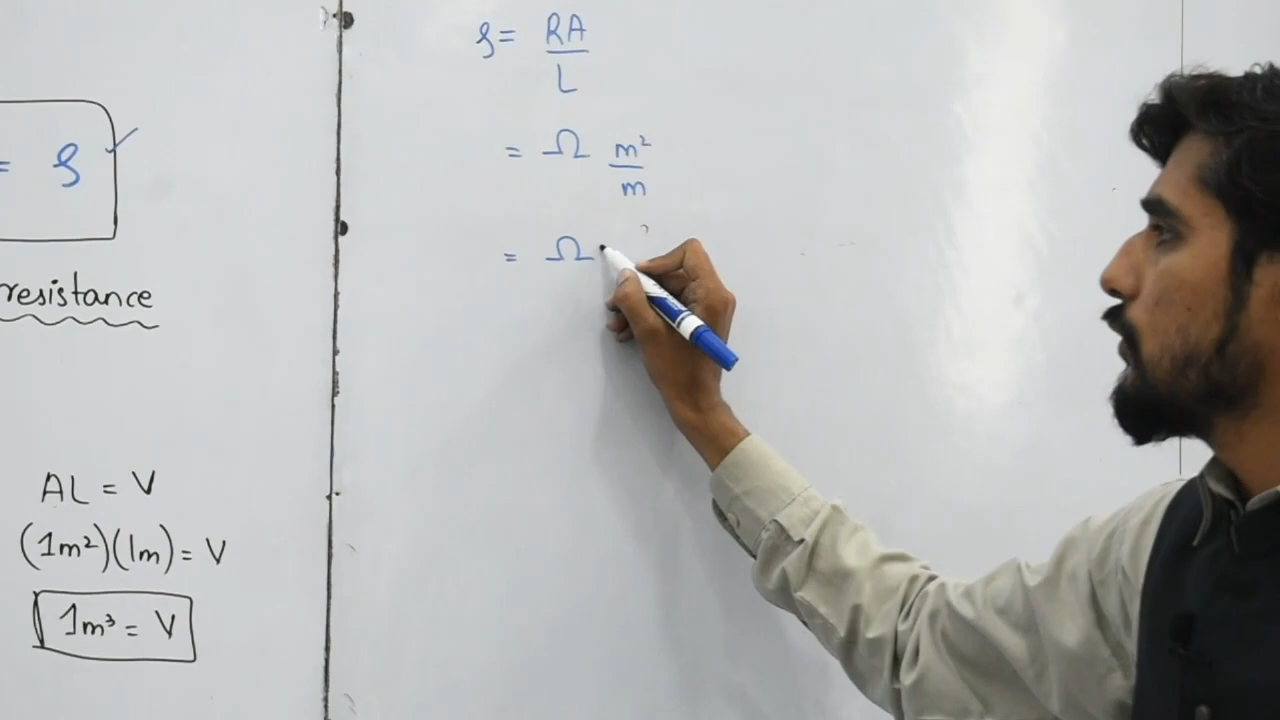 = ρ
resistance
AL = V
(1m²)(1m) = V
1m³ = V
ρ = RA
L
= Ω m²
m
= Ω